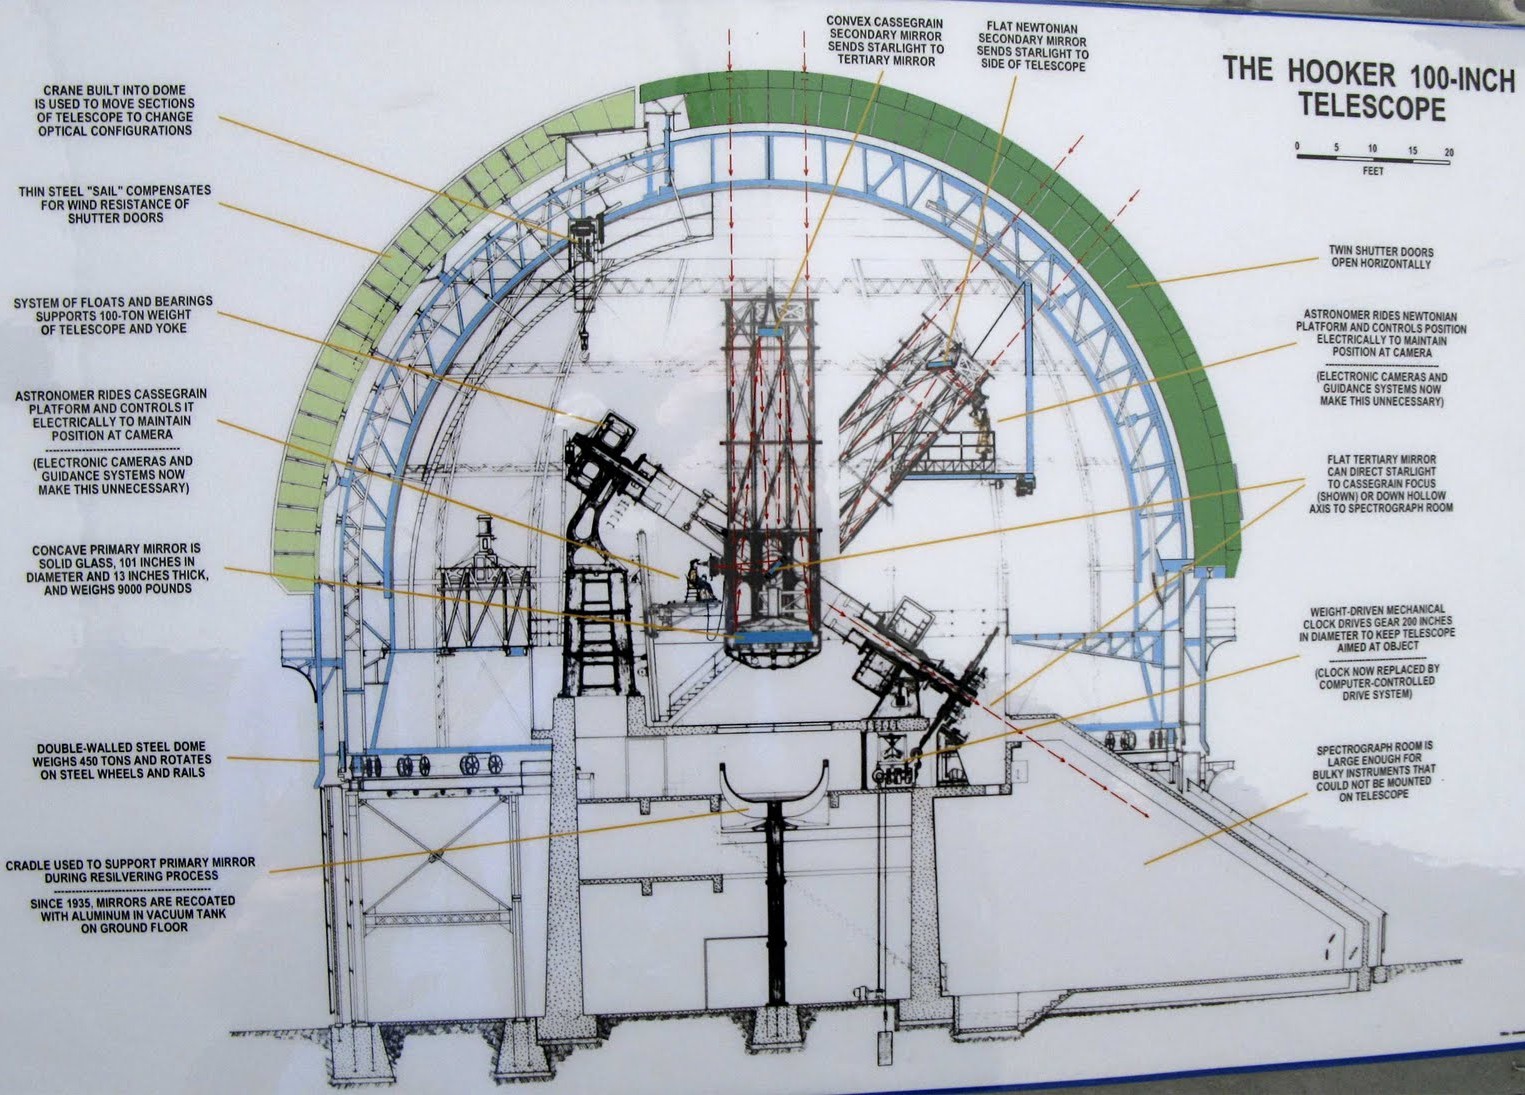 THE HOOKER 100-INCH
TELESCOPE
0 5 10 15 20
FEET
CONVEX CASSEGRAIN
SECONDARY MIRROR
SENDS STARLIGHT TO
TERTIARY MIRROR
FLAT NEWTONIAN
SECONDARY MIRROR
SENDS STARLIGHT TO
SIDE OF TELESCOPE
CRANE BUILT INTO DOME
IS USED TO MOVE SECTIONS
OF TELESCOPE TO CHANGE
OPTICAL CONFIGURATIONS
THIN STEEL "SAIL" COMPENSATES
FOR WIND RESISTANCE OF
SHUTTER DOORS
SYSTEM OF FLOATS AND BEARINGS
SUPPORTS 100-TON WEIGHT
OF TELESCOPE AND YOKE
ASTRONOMER RIDES CASSEGRAIN
PLATFORM AND CONTROLS IT
ELECTRICALLY TO MAINTAIN
POSITION AT CAMERA
(ELECTRONIC CAMERAS AND
GUIDANCE SYSTEMS NOW
MAKE THIS UNNECESSARY)
CONCAVE PRIMARY MIRROR IS
SOLID GLASS, 101 INCHES IN
DIAMETER AND 13 INCHES THICK,
AND WEIGHS 9000 POUNDS
DOUBLE-WALLED STEEL DOME
WEIGHS 450 TONS AND ROTATES
ON STEEL WHEELS AND RAILS
CRADLE USED TO SUPPORT PRIMARY MIRROR
DURING RESILVERING PROCESS
SINCE 1935, MIRRORS ARE RECOATED
WITH ALUMINUM IN VACUUM TANK
ON GROUND FLOOR
TWIN SHUTTER DOORS
OPEN HORIZONTALLY
ASTRONOMER RIDES NEWTONIAN
PLATFORM AND CONTROLS POSITION
ELECTRICALLY TO MAINTAIN
POSITION AT CAMERA
(ELECTRONIC CAMERAS AND
GUIDANCE SYSTEMS NOW
MAKE THIS UNNECESSARY)
FLAT TERTIARY MIRROR
CAN DIRECT STARLIGHT
TO CASSEGRAIN FOCUS
(SHOWN) OR DOWN HOLLOW
AXIS TO SPECTROGRAPH ROOM
WEIGHT-DRIVEN MECHANICAL
CLOCK DRIVES GEAR 200 INCHES
IN DIAMETER TO KEEP TELESCOPE
AIMED AT OBJECT
(CLOCK NOW REPLACED BY
COMPUTER-CONTROLLED
DRIVE SYSTEM)
SPECTROGRAPH ROOM IS
LARGE ENOUGH FOR
BULKY INSTRUMENTS THAT
COULD NOT BE MOUNTED
ON TELESCOPE